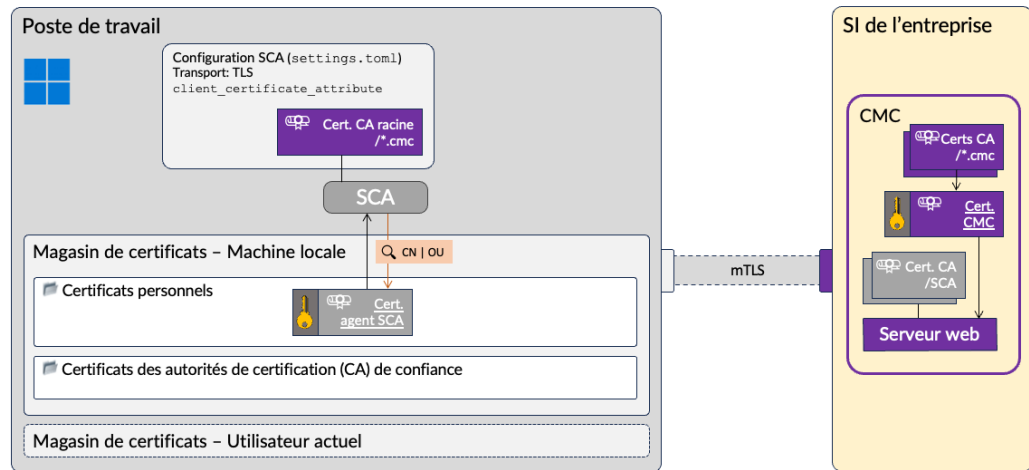 Poste de travail
Configuration SCA (settings.toml)
Transport: TLS
client_certificate_attribute
Cert. CA racine
/*.cmc
SCA
Magasin de certificats – Machine locale
CN | OU
Certificats personnels
Cert.
agent SCA
Certificats des autorités de certification (CA) de confiance
Magasin de certificats – Utilisateur actuel
mTLS
SI de l’entreprise
CMC
Certs CA
/*.cmc
Cert.
CMC
Cert. CA
/SCA
Serveur web